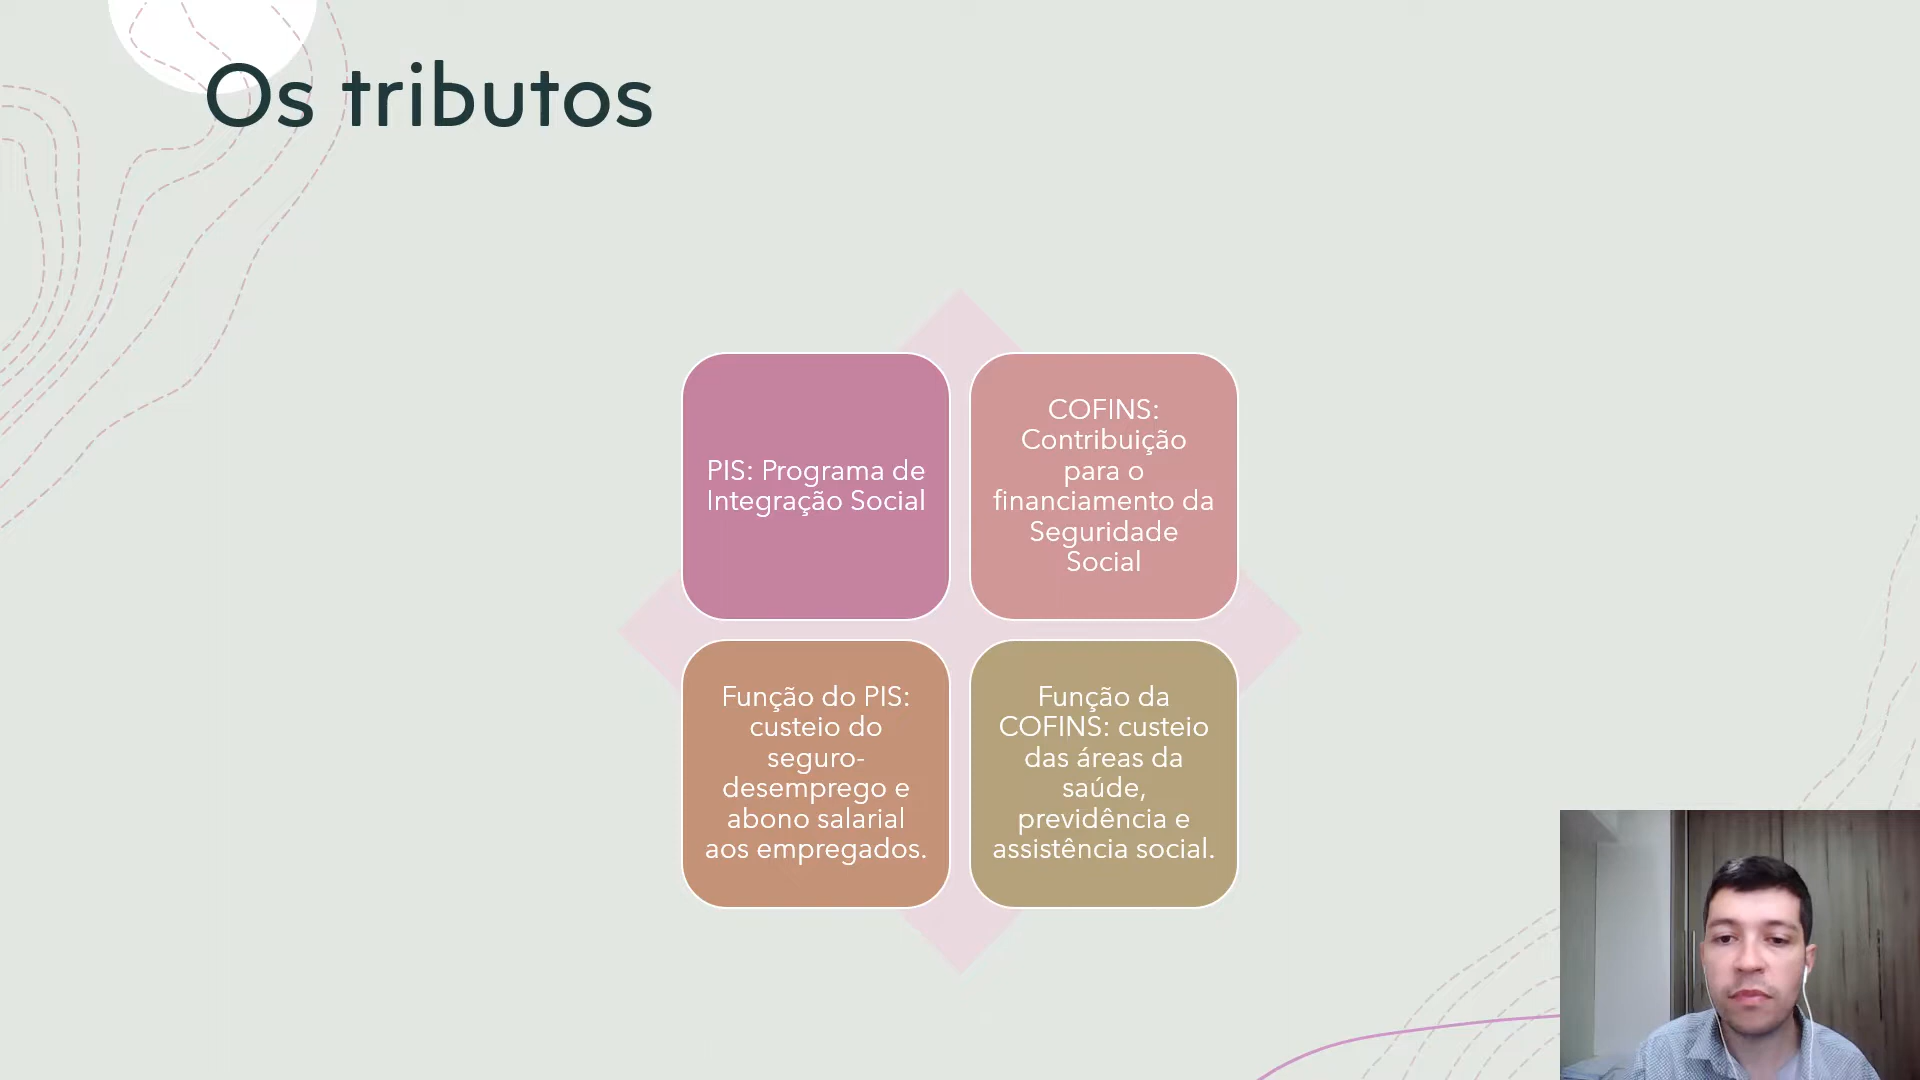 Os tributos
PIS: Programa de
Integração Social
COFINS:
Contribuição
para o
financiamento da
Seguridade
Social
Função do PIS:
custeio do
seguro-
desemprego e
abono salarial
aos empregados.
Função da
COFINS: custeio
das áreas da
saúde,
previdência e
assistência social.